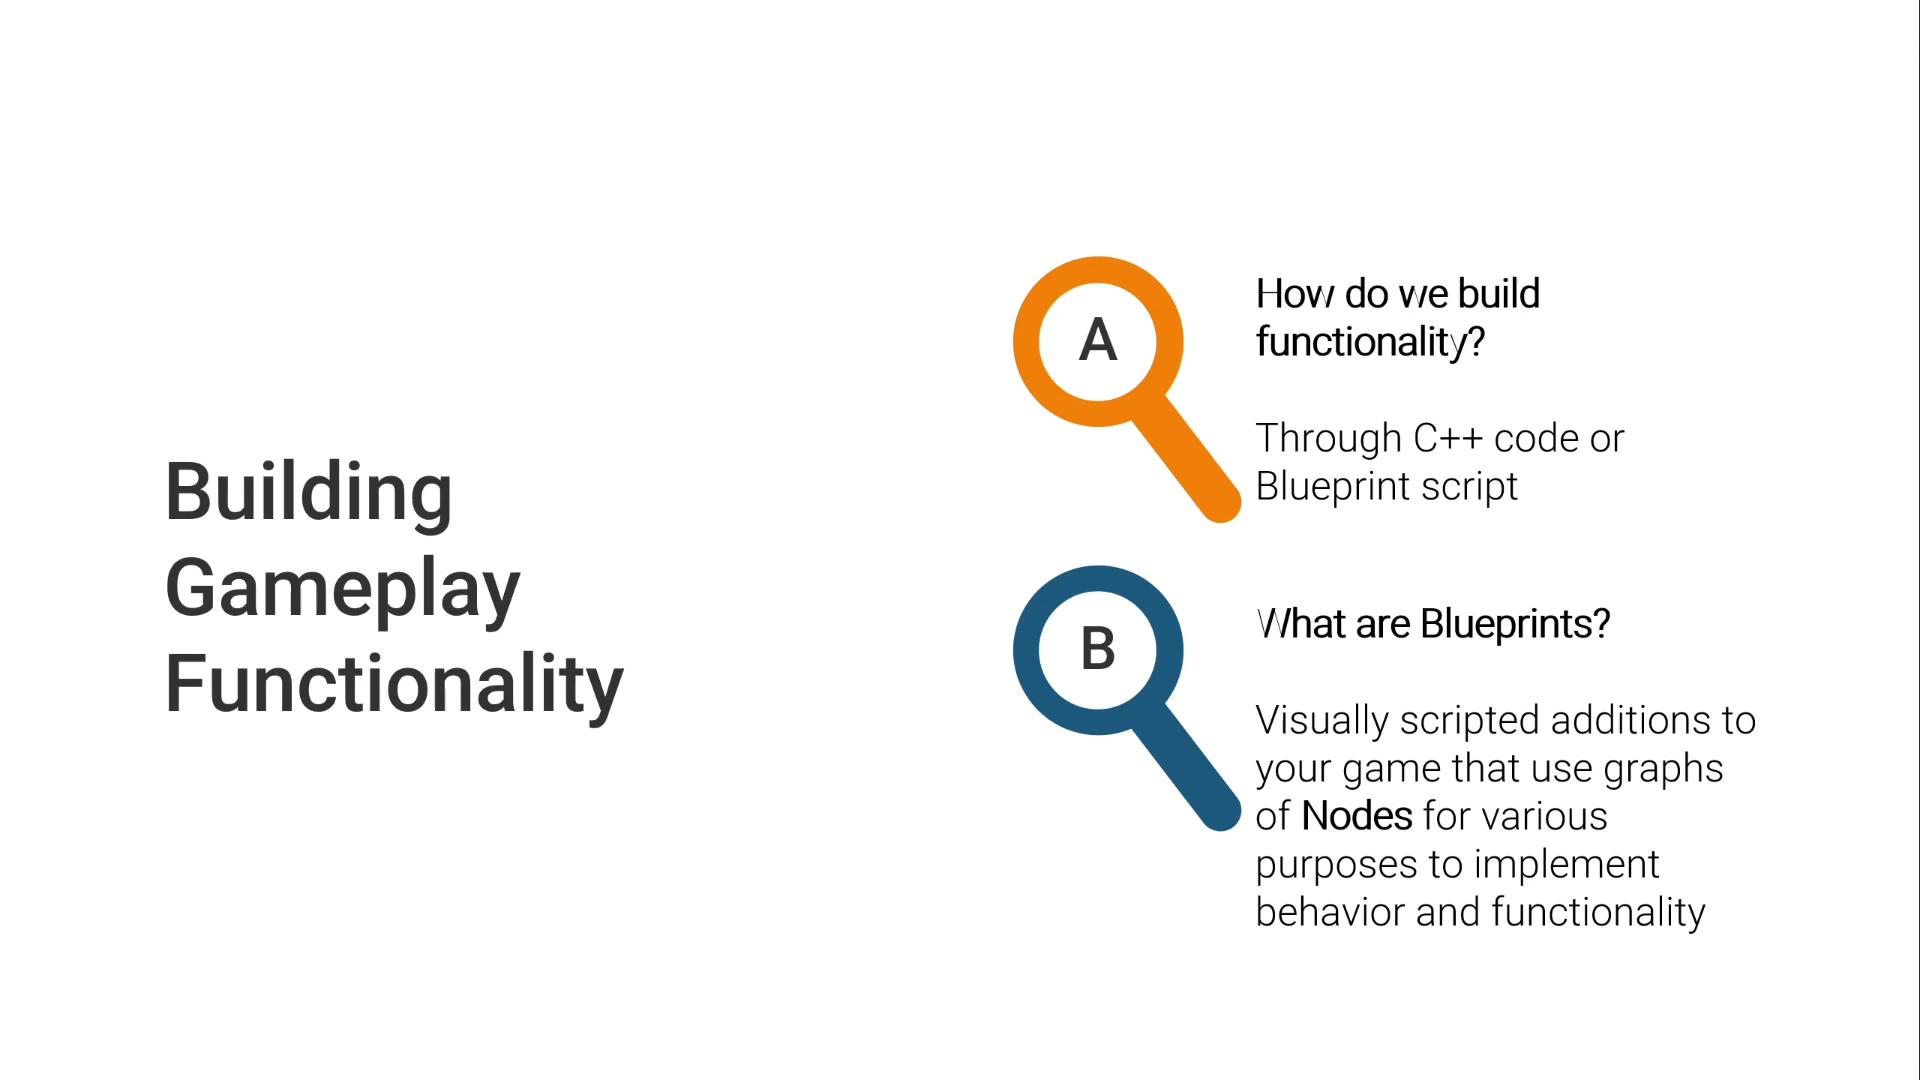 Building
Gameplay
Functionality
A
How do we build
functionality?
Through C++ code or
Blueprint script
B
What are Blueprints?
Visually scripted additions to
your game that use graphs
of Nodes for various
purposes to implement
behavior and functionality